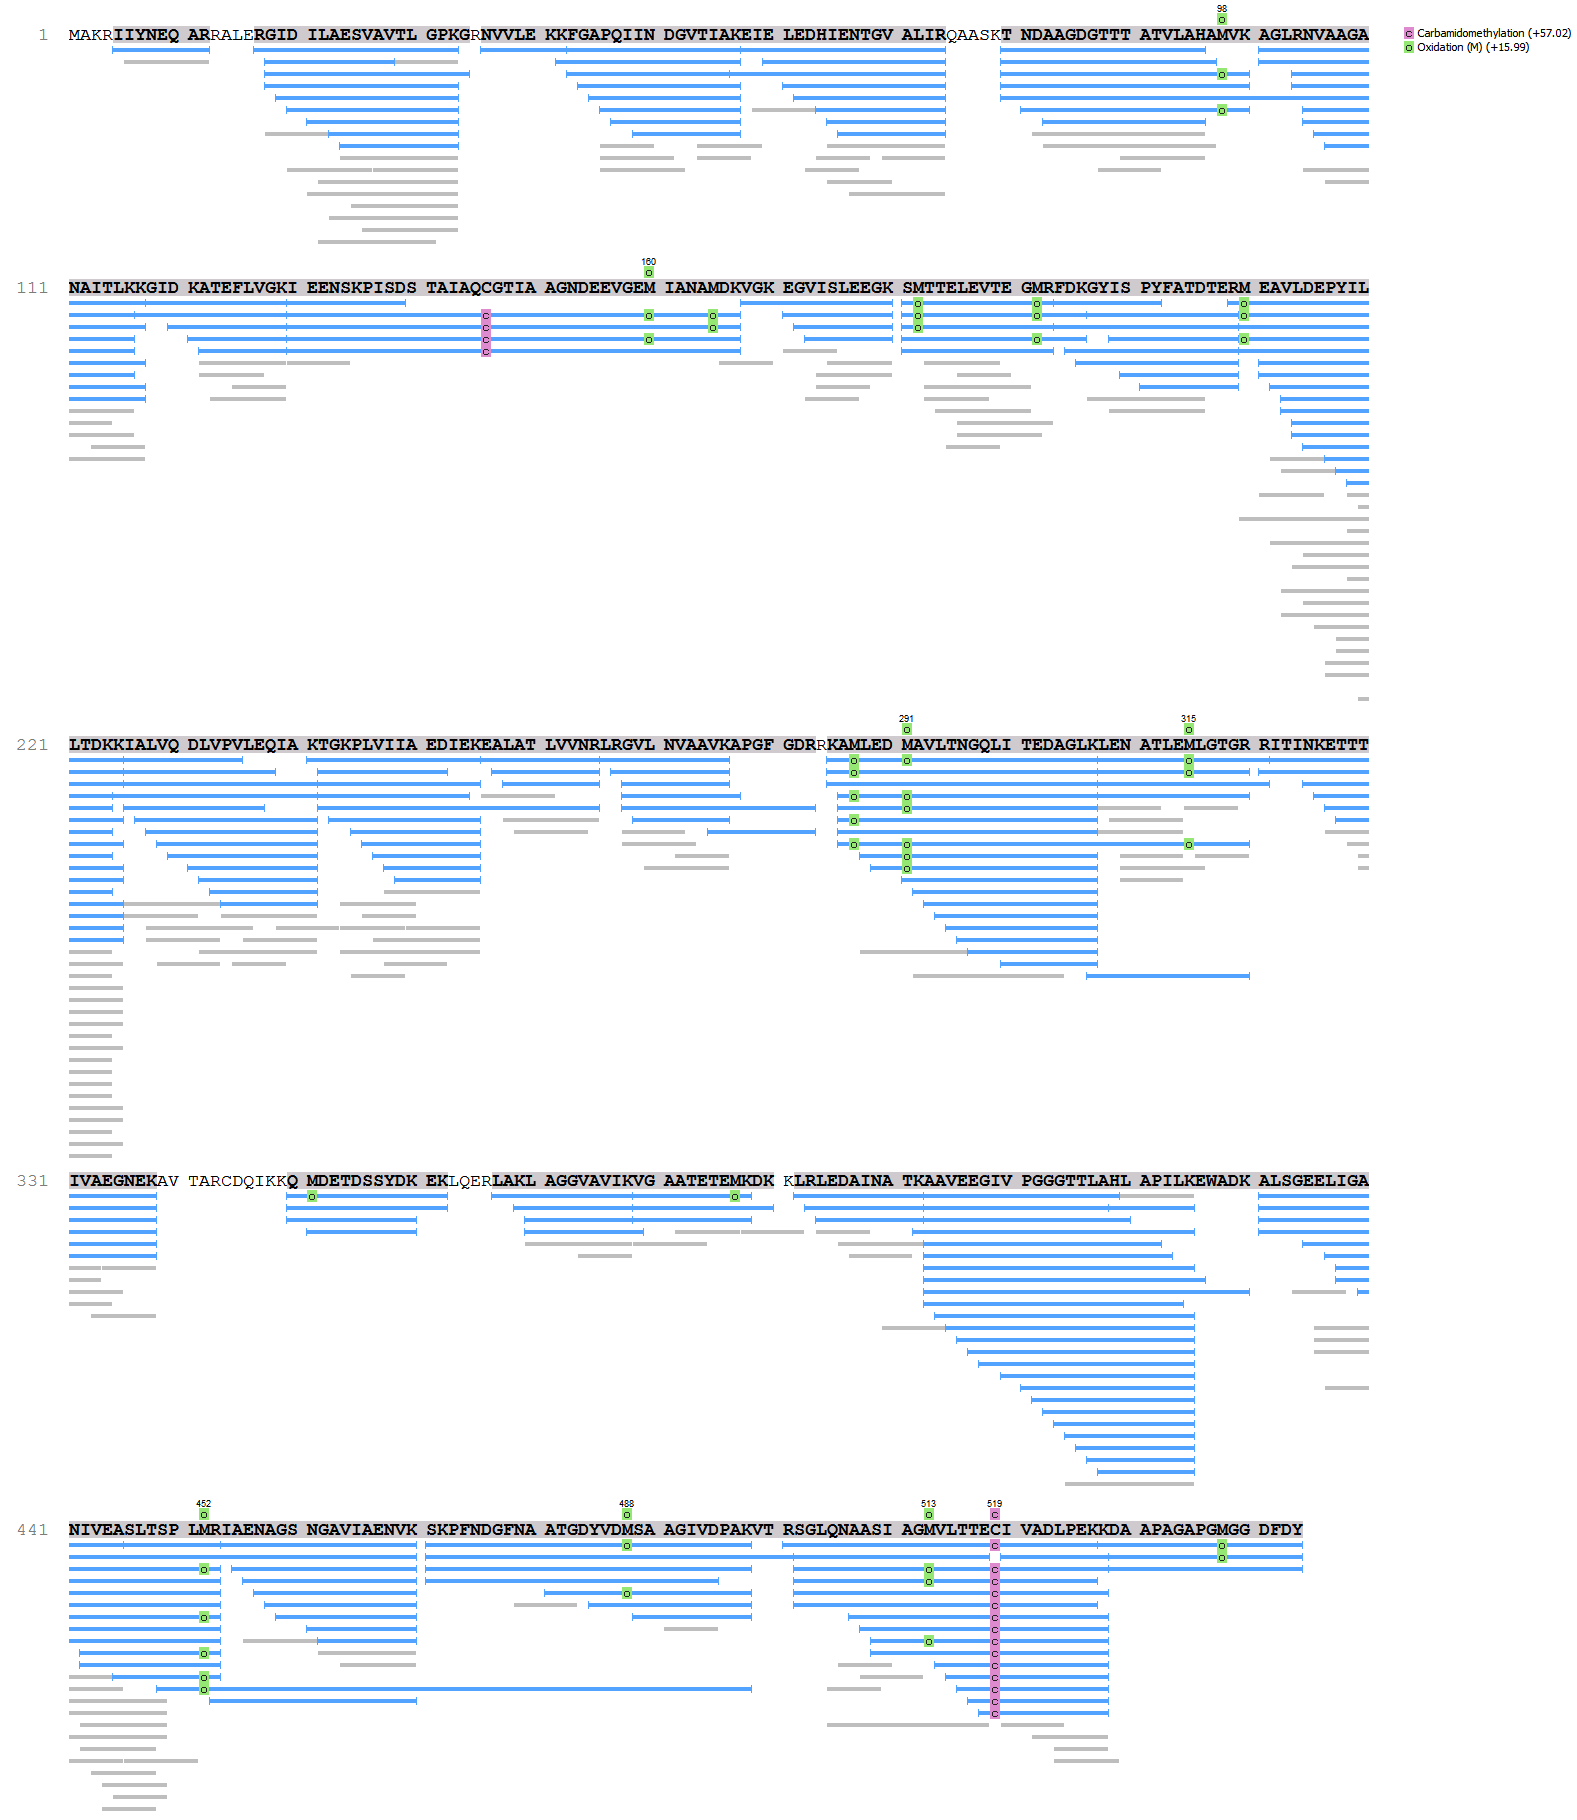 98
1 MAKRIIYNEQ ARRALERGID ILAESVAVTL GPKGRNVVLE KKFGAPQIIN DGVTIAKEIE LEDHIENTGV ALIRQAASKT NDAAGDGTTT ATVLAHAMVK AGLRNVAAGA
C Carbamidomethylation (+57.02)
O Oxidation (M) (+15.99)
160
111 NAITLKKGID KATEFLVGKI EENSKPISDS TAIAQCGTIA AGNDEEVGEM IANAMDKVGK EGVISLEEGK SMTTELEVTE GMRFDKGYIS PYFATDTERM EAVLDEPYIL
291 315
221 LTDKKIALVQ DLVPVLEQIA KTGKPLVIIA EDIEKEALAT LVVNRLRGVL NVAAVKAPGF GDRRKAMLED MAVLTNGQLI TEDAGLKLEN ATLEMLGTGR RITINKETTT
331 IVAEGNEKAV TARCDQIKKQ MDETDSSYDK EKLQERLAKL AGGVAVIKVG AATETEMKDK KLRLEDAINA TKAAVEEGIV PGGGTTLAHL APILKEWADK ALSGEELIGA
452 488 513 519
441 NIVEASLTSP LMRIAENAGS NGAVIAENVK SKPFNDGFNA ATGDYVDMSA AGIVDPAKVT RSGLQNAASI AGMVLTTECI VADLPEKKDA APAGAPGMGG DFDY